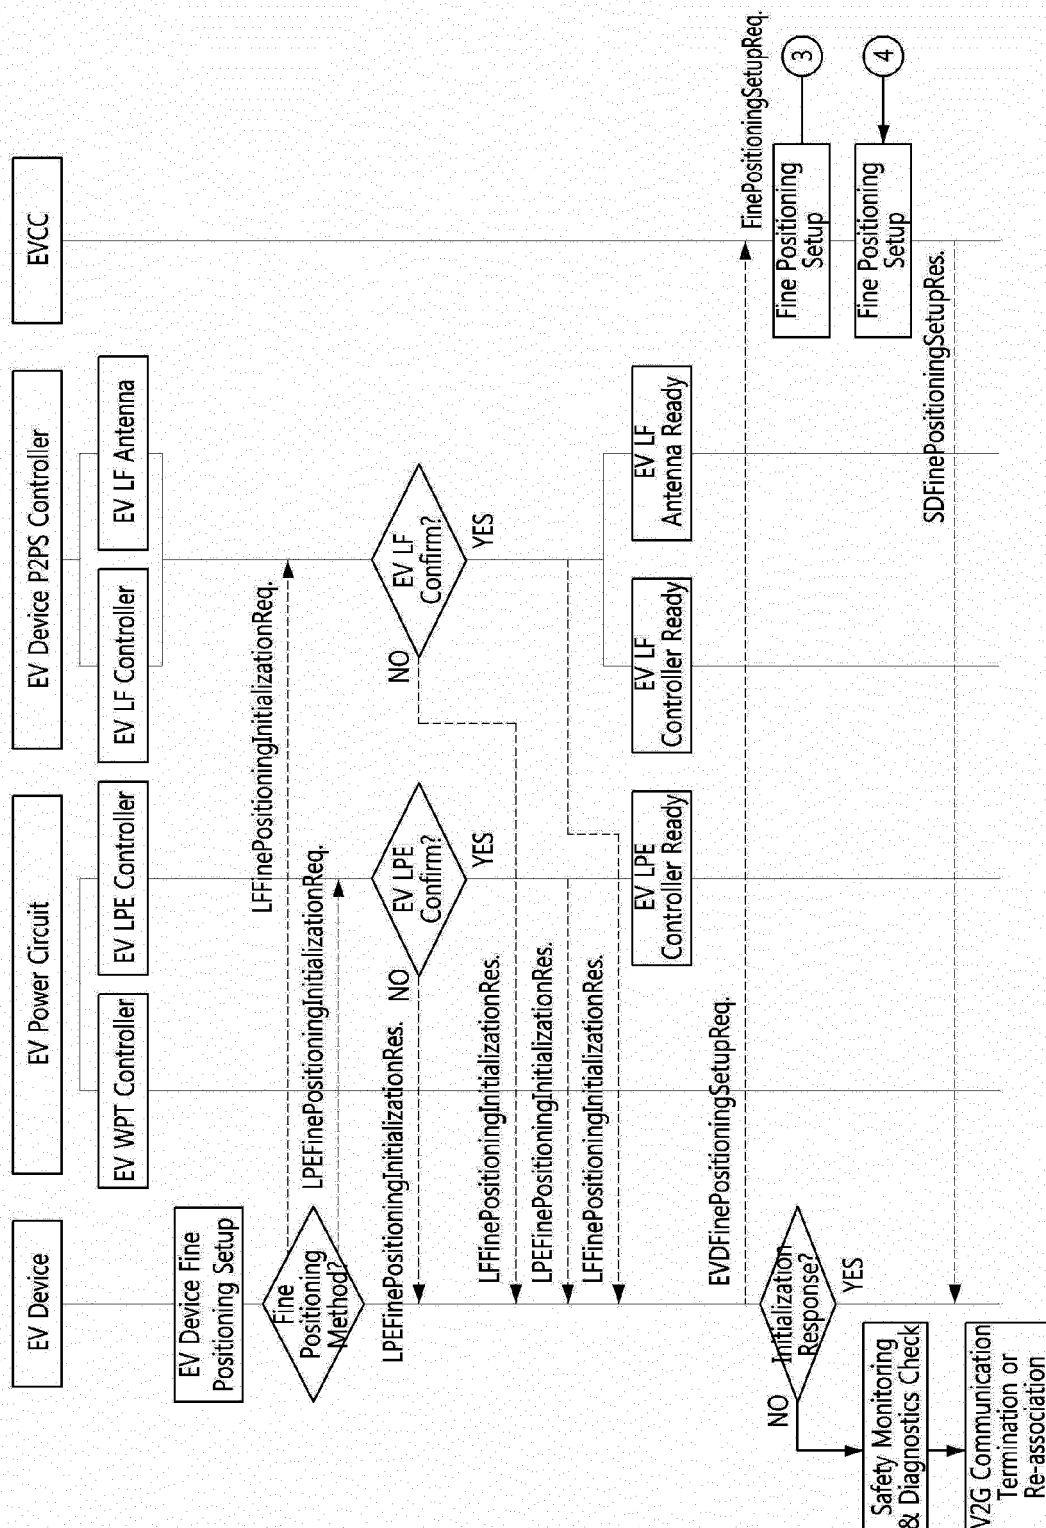 EV Device
EV Power Circuit
EV Device P2PS Controller
EVCC
EV WPT Controller
EV LPE Controller
EV LF Controller
EV LF Antenna
EV Device Fine
Positioning Setup
Fine
Positioning
Method?
LFFinePositioningInitializationReq.
LPEFinePositioningInitializationReq.
EV LPE
Confirm?
NO
YES
EV LF
Confirm?
NO
YES
LPEFinePositioningInitializationRes.
LFFinePositioningInitializationRes.
LPEFinePositioningInitializationRes.
LFFinePositioningInitializationRes.
EV LPE
Controller Ready
EV LF
Controller Ready
EV LF
Antenna Ready
EVDFinePositioningSetupReq.
FinePositioningSetupReq.
Initialization
Response?
NO
YES
Fine Positioning
Setup
3
Fine Positioning
Setup
4
Safety Monitoring
& Diagnostics Check
SDFinePositioningSetupRes.
V2G Communication
Termination or
Re-association